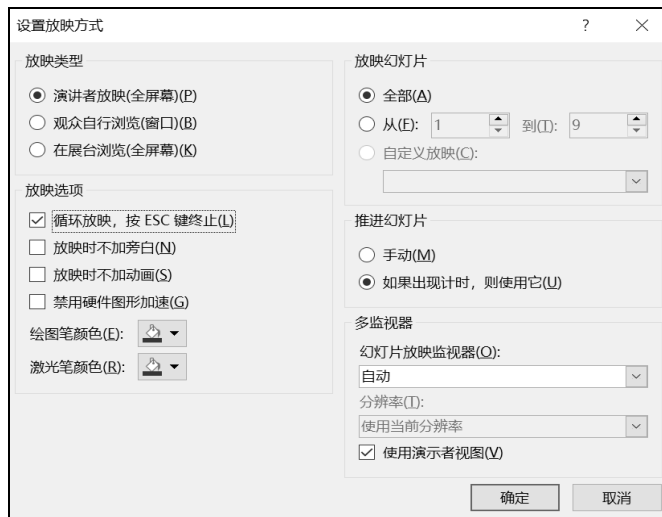 设置放映方式
?
放映类型
演讲者放映(全屏幕)(P)
观众自行浏览(窗口)(B)
在展台浏览(全屏幕)(K)
放映选项
循环放映，按 ESC 键终止(L)
放映时不加旁白(N)
放映时不加动画(S)
禁用硬件图形加速(G)
绘图笔颜色(E):
激光笔颜色(R):
放映幻灯片
全部(A)
从(F): 1 到(T): 9
自定义放映(C):
推进幻灯片
手动(M)
如果出现计时，则使用它(U)
多监视器
幻灯片放映监视器(O):
自动
分辨率(T):
使用当前分辨率
使用演示者视图(V)
确定 取消